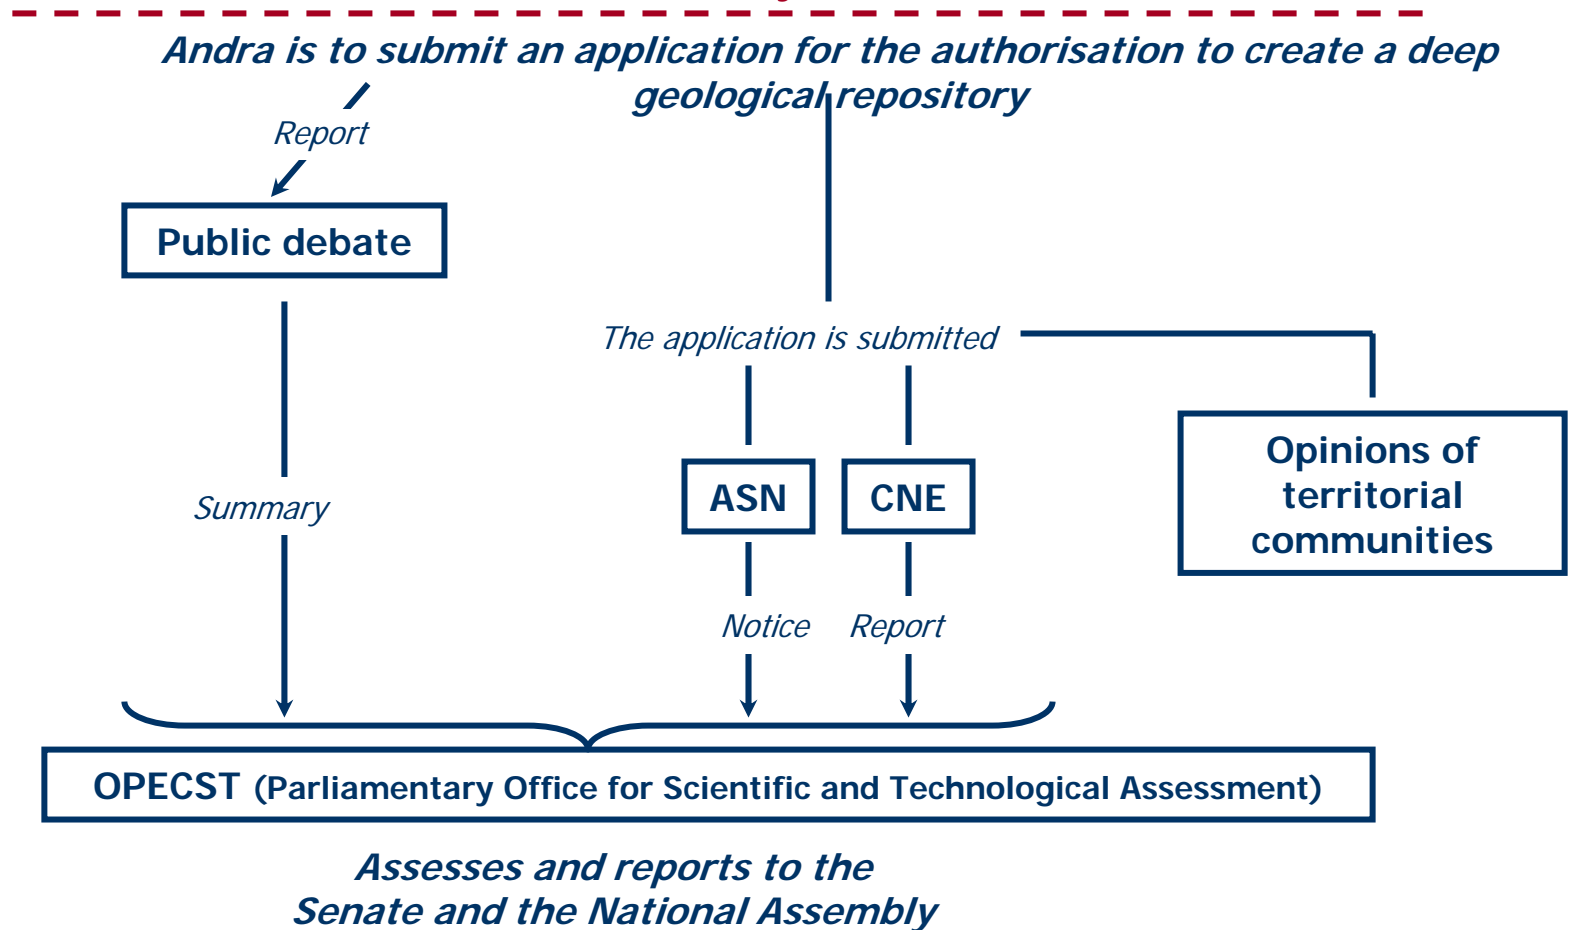 Andra is to submit an application for the authorisation to create a deep
geological repository
Report
Public debate
The application is submitted
Opinions of
territorial
communities
ASN
CNE
Summary
Notice
Report
OPECST (Parliamentary Office for Scientific and Technological Assessment)
Assesses and reports to the
Senate and the National Assembly